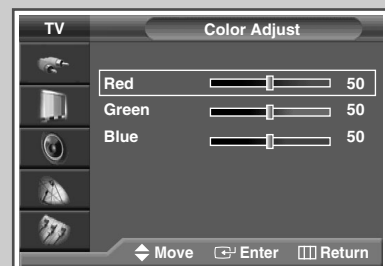 TV
Color Adjust
Red 50
Green 50
Blue 50
Move Enter Return